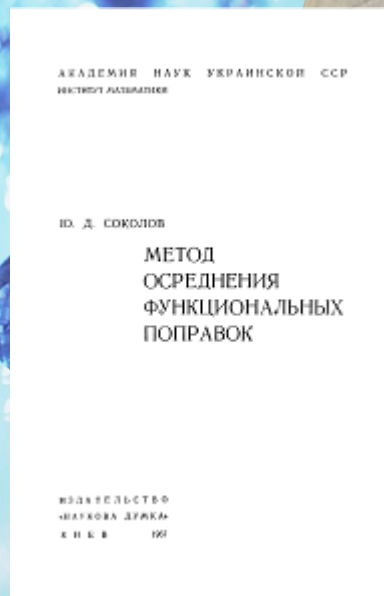 АКАДЕМИЯ НАУК УКРАИНСКОЙ ССР
ИНСТИТУТ МАТЕМАТИКИ
Ю. Д. СОКОЛОВ
МЕТОД
ОСРЕДНЕНИЯ
ФУНКЦИОНАЛЬНЫХ
ПОПРАВОК
ИЗДАТЕЛЬСТВО
«НАУКОВА ДУМКА»
КИЕВ